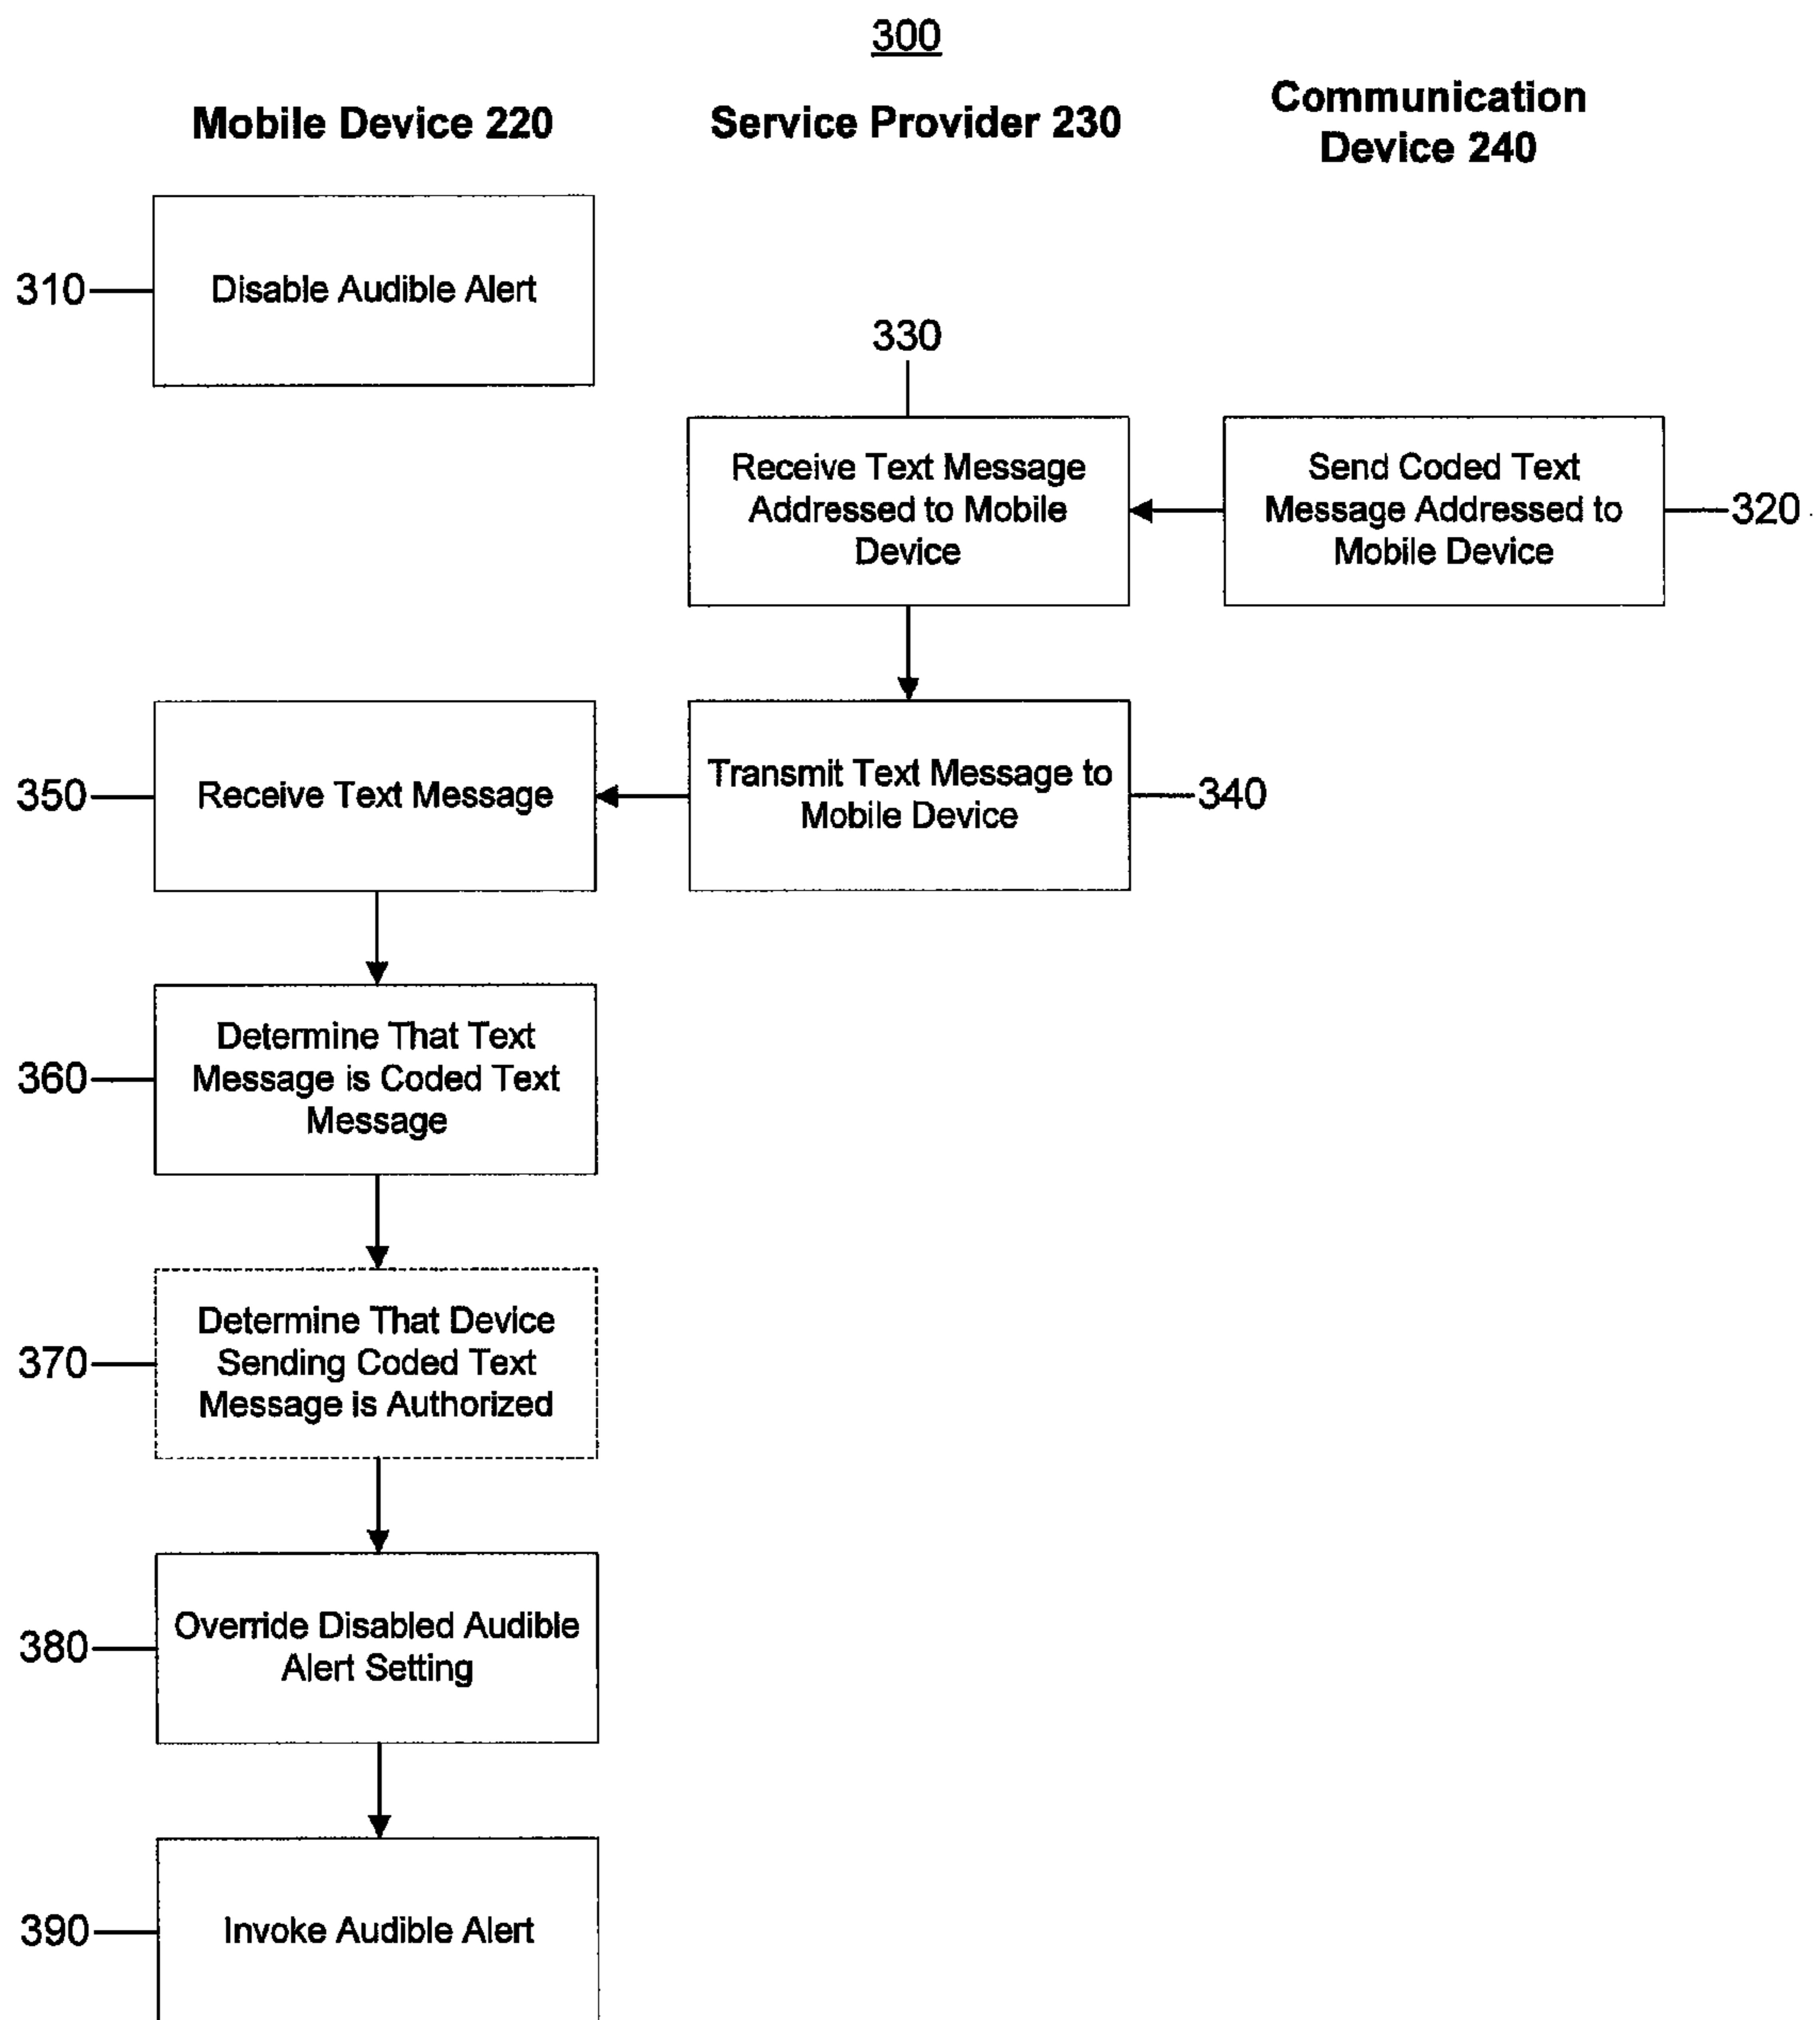 300
Mobile Device 220
Service Provider 230
Communication
Device 240
310
Disable Audible Alert
330
Receive Text Message
Addressed to Mobile
Device
Send Coded Text
Message Addressed to
Mobile Device
320
350
Receive Text Message
Transmit Text Message to
Mobile Device
340
360
Determine That Text
Message is Coded Text
Message
370
Determine That Device
Sending Coded Text
Message is Authorized
380
Override Disabled Audible
Alert Setting
390
Invoke Audible Alert